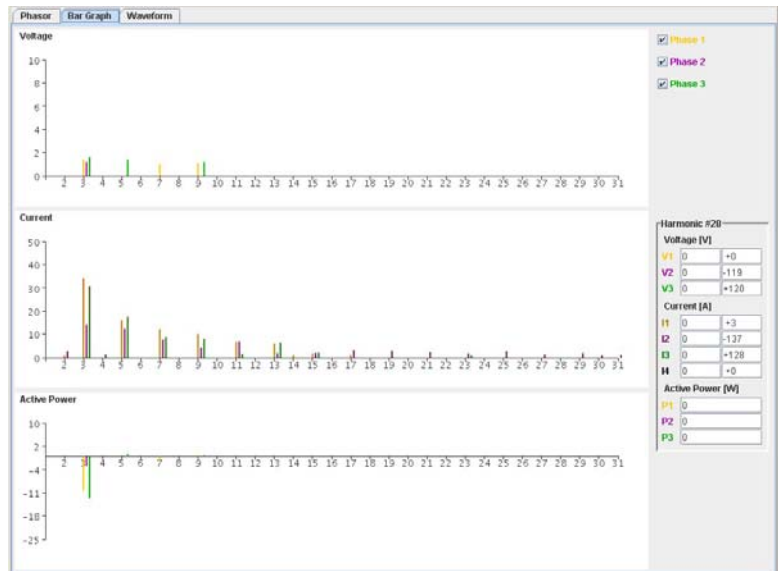 Phasor Bar Graph Waveform
Voltage
10
8
6
4
2
0
2 3 4 5 6 7 8 9 10 11 12 13 14 15 16 17 18 19 20 21 22 23 24 25 26 27 28 29 30 31
Current
50
40
30
20
10
0
2 3 4 5 6 7 8 9 10 11 12 13 14 15 16 17 18 19 20 21 22 23 24 25 26 27 28 29 30 31
Active Power
10
2
-4
-11
-18
-25
2 3 4 5 6 7 8 9 10 11 12 13 14 15 16 17 18 19 20 21 22 23 24 25 26 27 28 29 30 31
Phase 1
Phase 2
Phase 3
Harmonic #28
Voltage [V]
V1 0 +0
V2 0 -119
V3 0 +120
Current [A]
I1 0 +3
I2 0 -137
I3 0 +128
I4 0 +0
Active Power [W]
P1 0
P2 0
P3 0